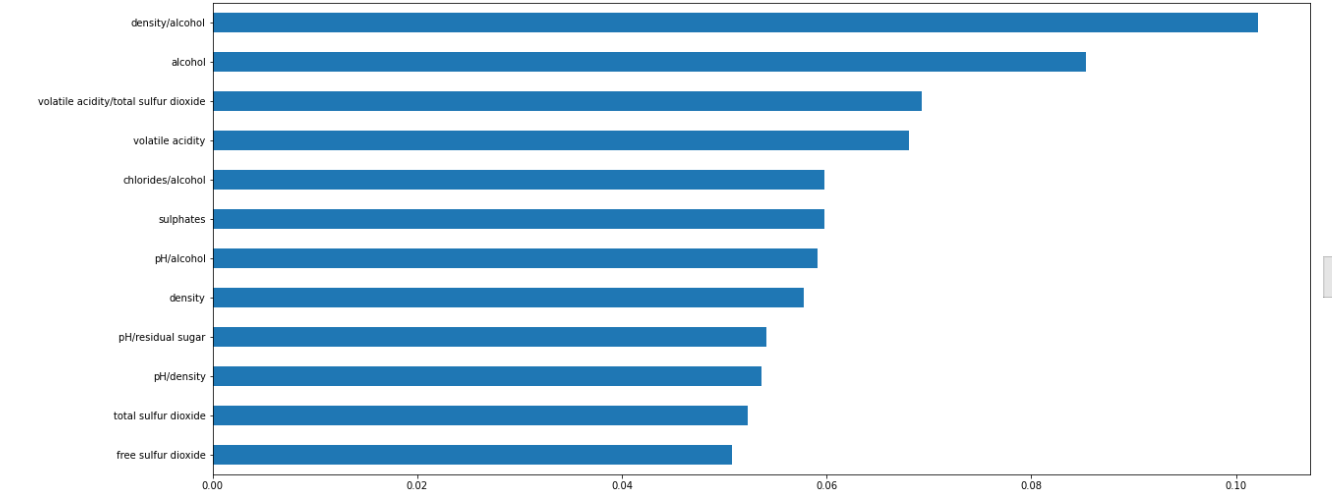 density/alcohol
alcohol
volatile acidity/total sulfur dioxide
volatile acidity
chlorides/alcohol
sulphates
pH/alcohol
density
pH/residual sugar
pH/density
total sulfur dioxide
free sulfur dioxide
0.00 0.02 0.04 0.06 0.08 0.10